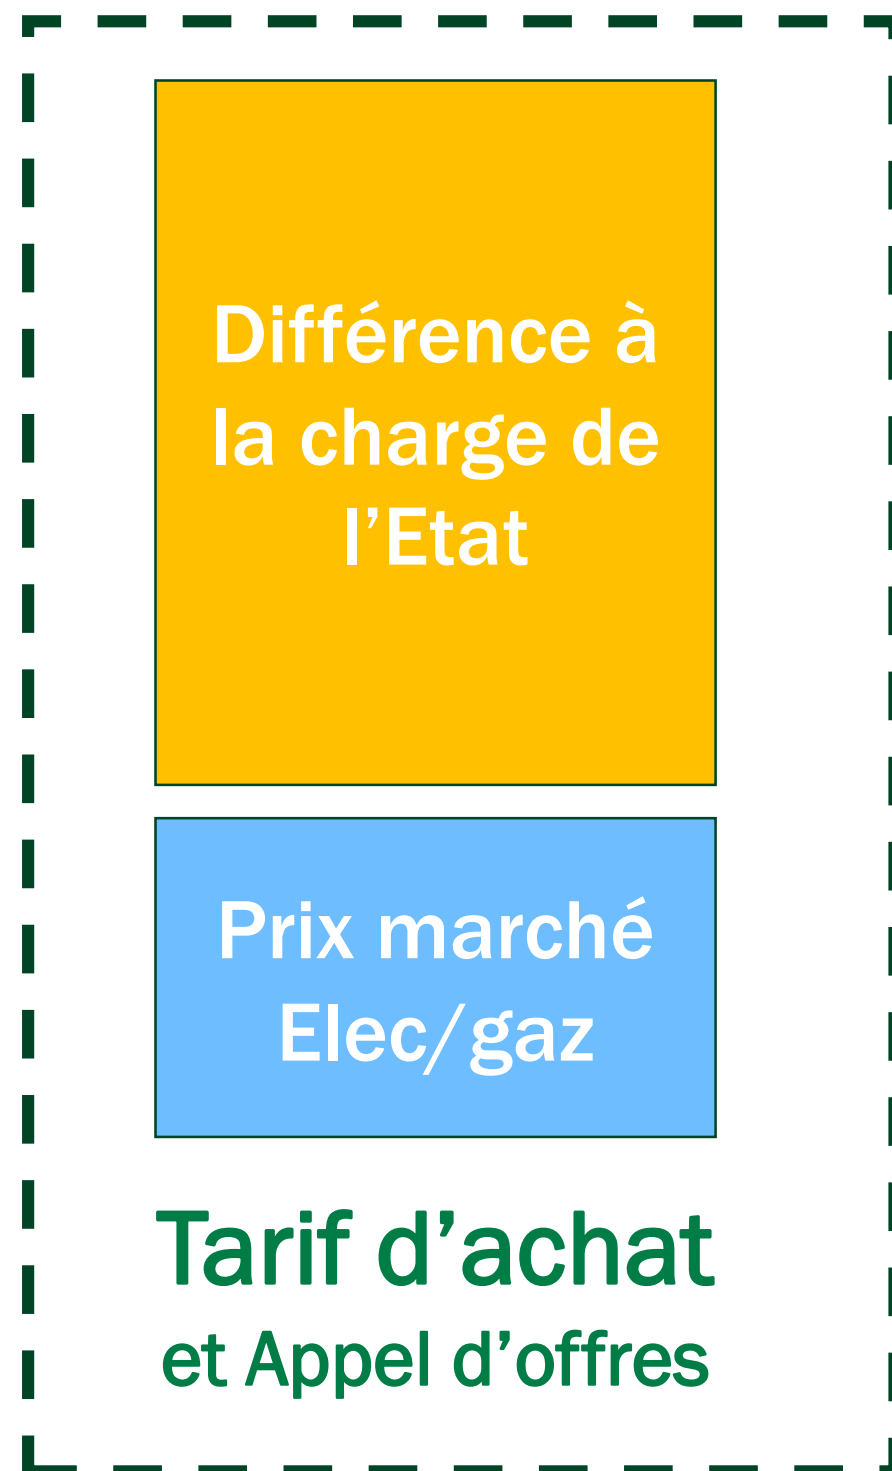 Différence à
la charge de
l’Etat
Prix marché
Elec/gaz
Tarif d’achat
et Appel d’offres